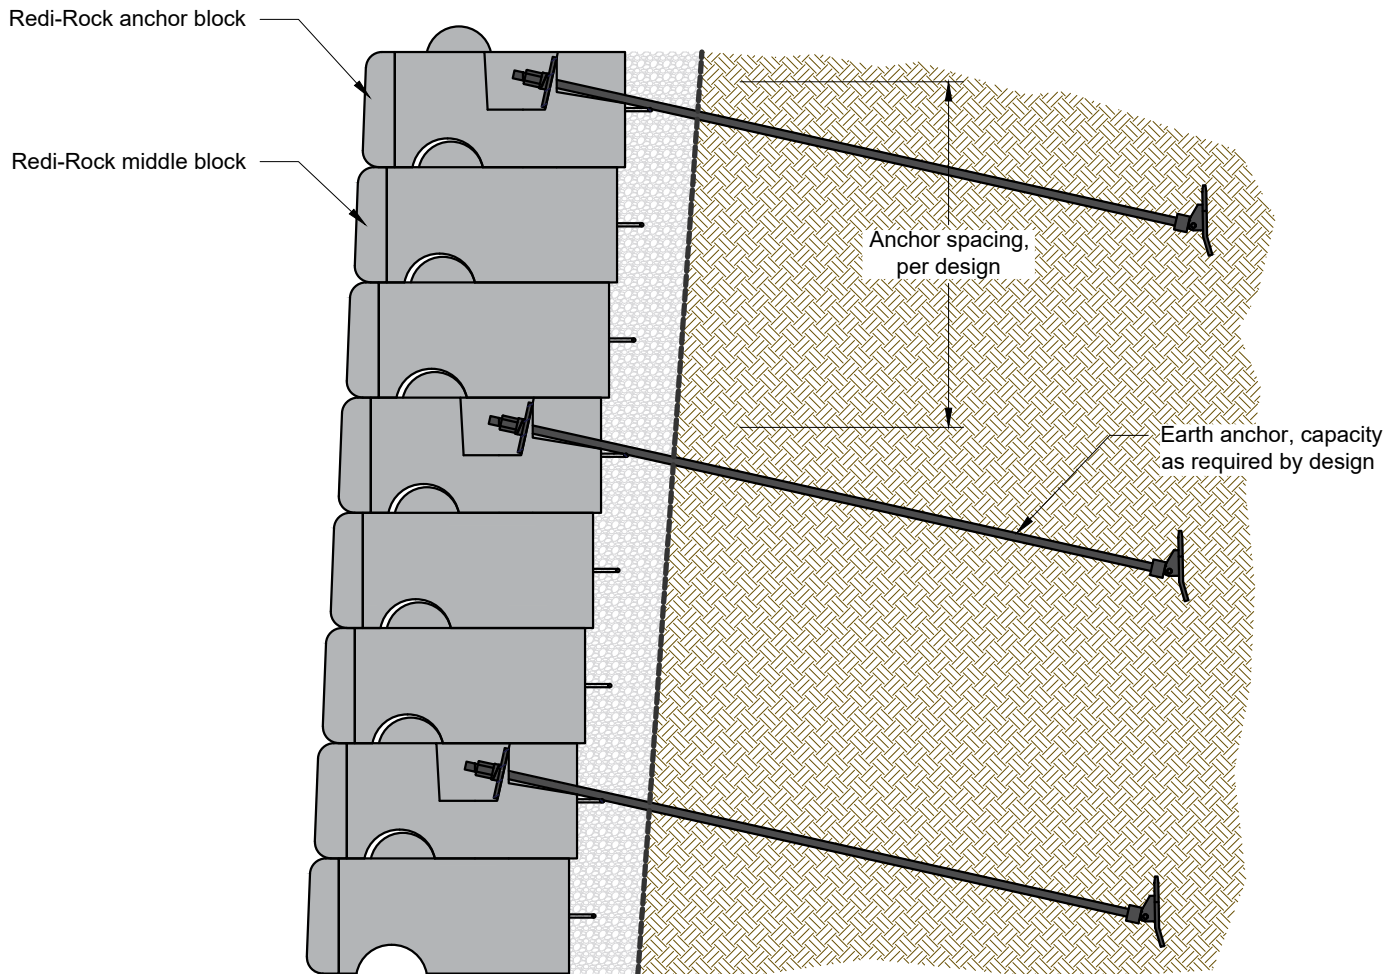 Redi-Rock anchor block
Redi-Rock middle block
Anchor spacing,
per design
Earth anchor, capacity
as required by design